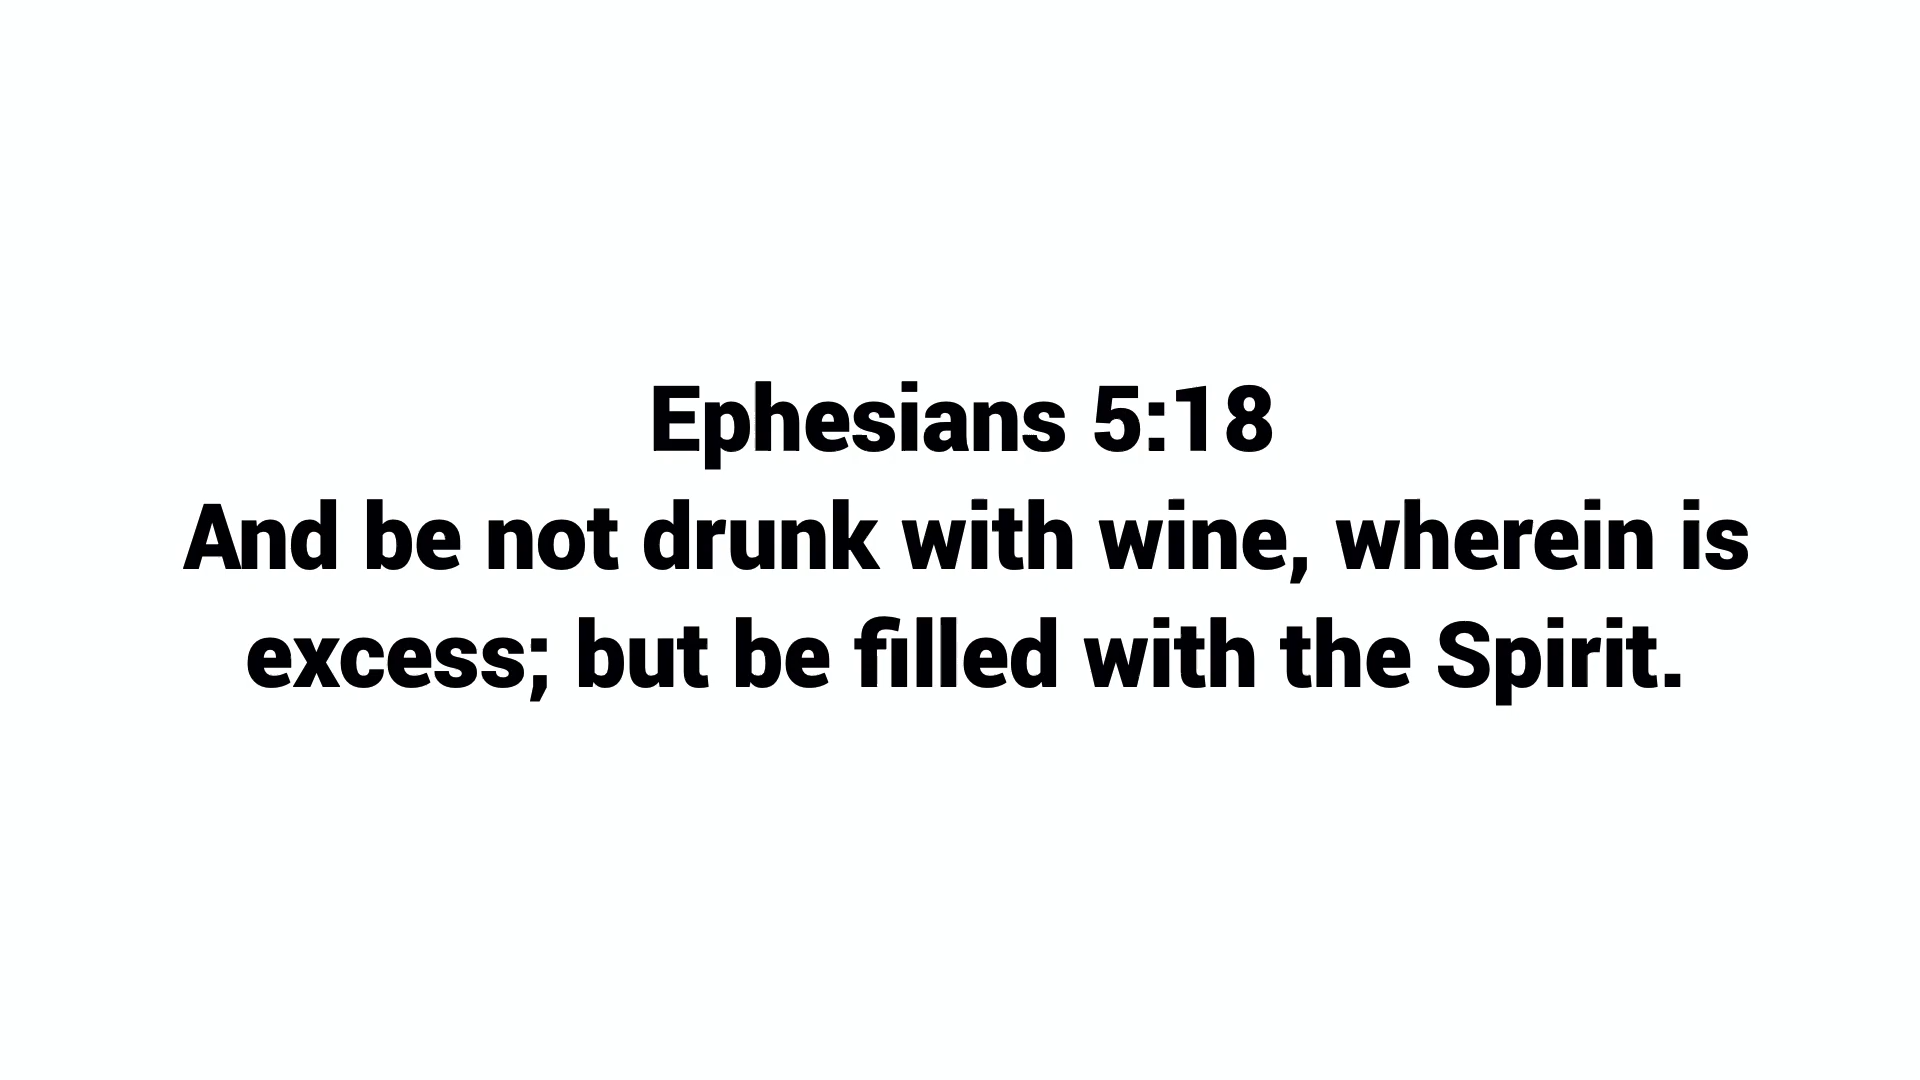 Ephesians 5:18
And be not drunk with wine, wherein is
excess; but be filled with the Spirit.